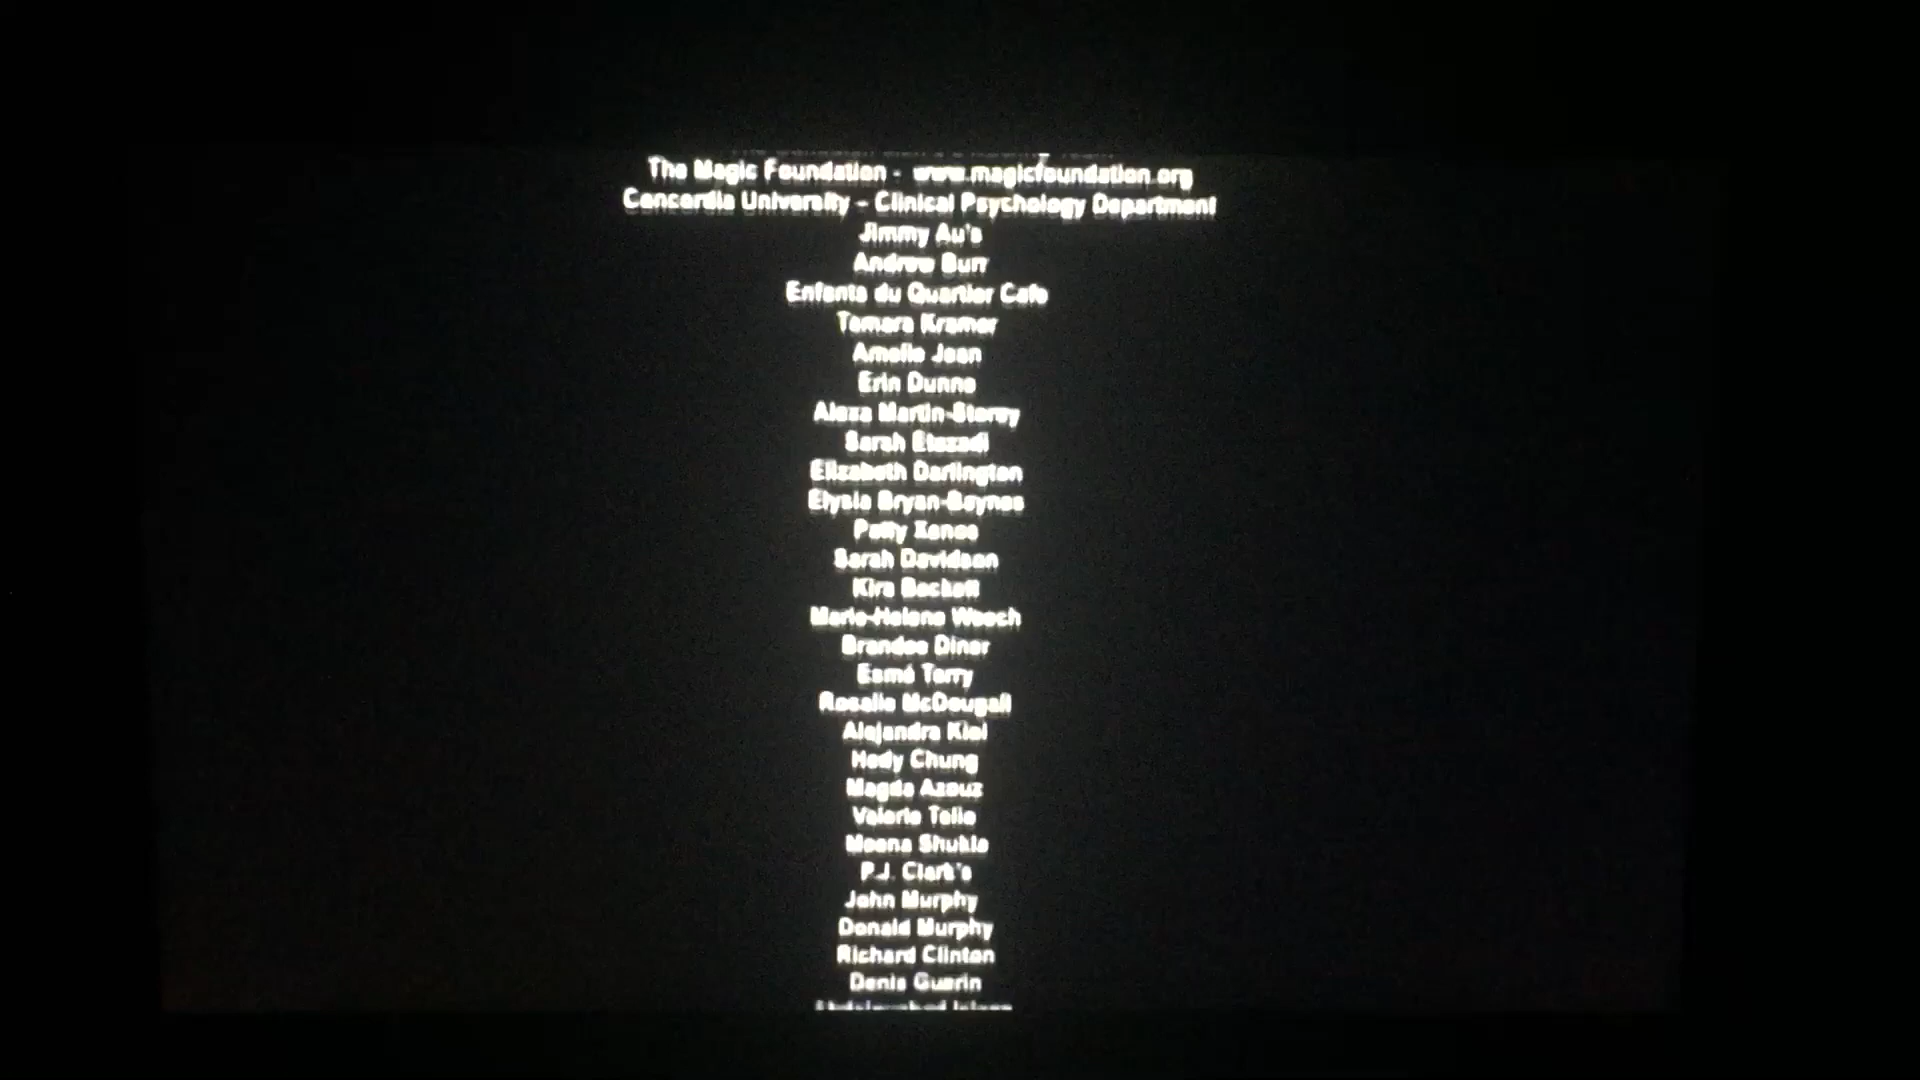 The Magic Foundation - www.magicfoundation.org
Concordia University - Clinical Psychology Department
Jimmy Au's
Andrew Burr
Enfants du Quartier Cafe
Tamara Kramer
Amelie Jean
Erin Dunne
Alexa Martin-Storey
Sarah Etezadi
Elizabeth Darlington
Elysia Bryan-Baynes
Patty Xenos
Sarah Davidson
Kira Beckett
Marie-Helene Weech
Brandee Diner
Esmé Terry
Rosalie McDougall
Alejandra Kiel
Hedy Chung
Magda Azouz
Valerie
Meena Shukla
P.J. Clark's
John Murphy
Donald Murphy
Richard Clinton
Denis Guerin